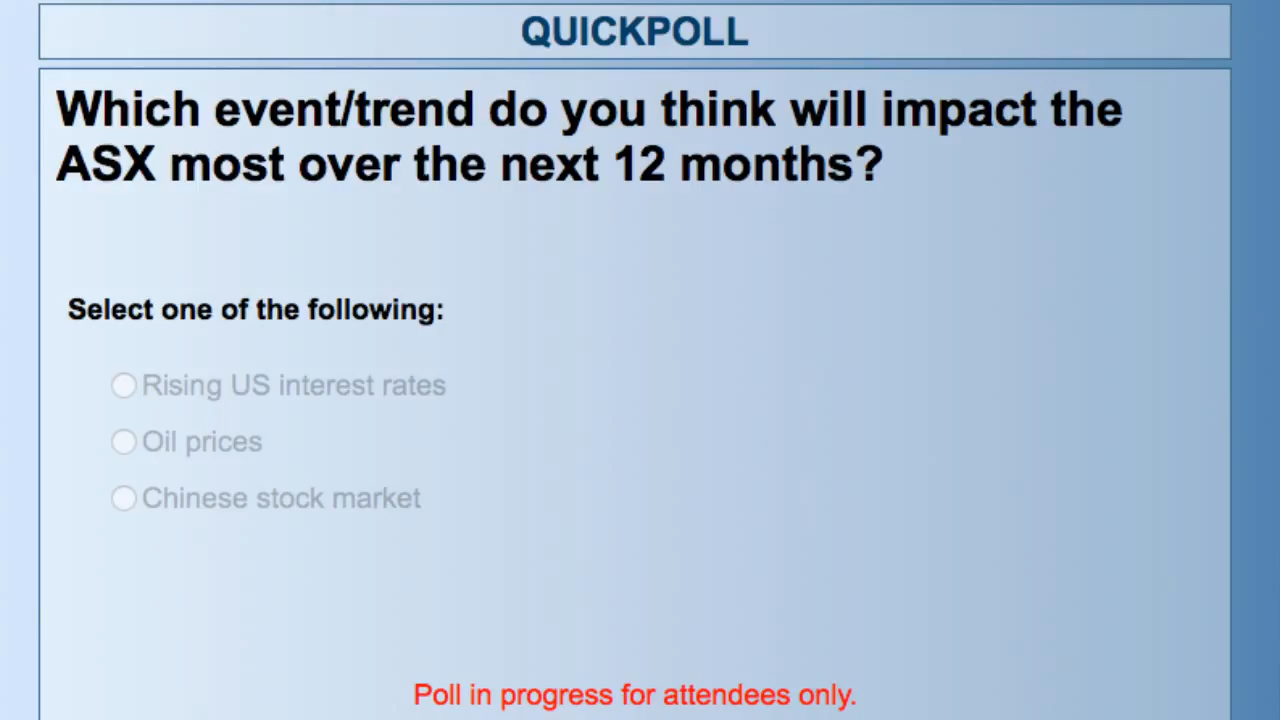 QUICKPOLL
Which event/trend do you think will impact the
ASX most over the next 12 months?
Select one of the following:
Rising US interest rates
Oil prices
Chinese stock market
Poll in progress for attendees only.